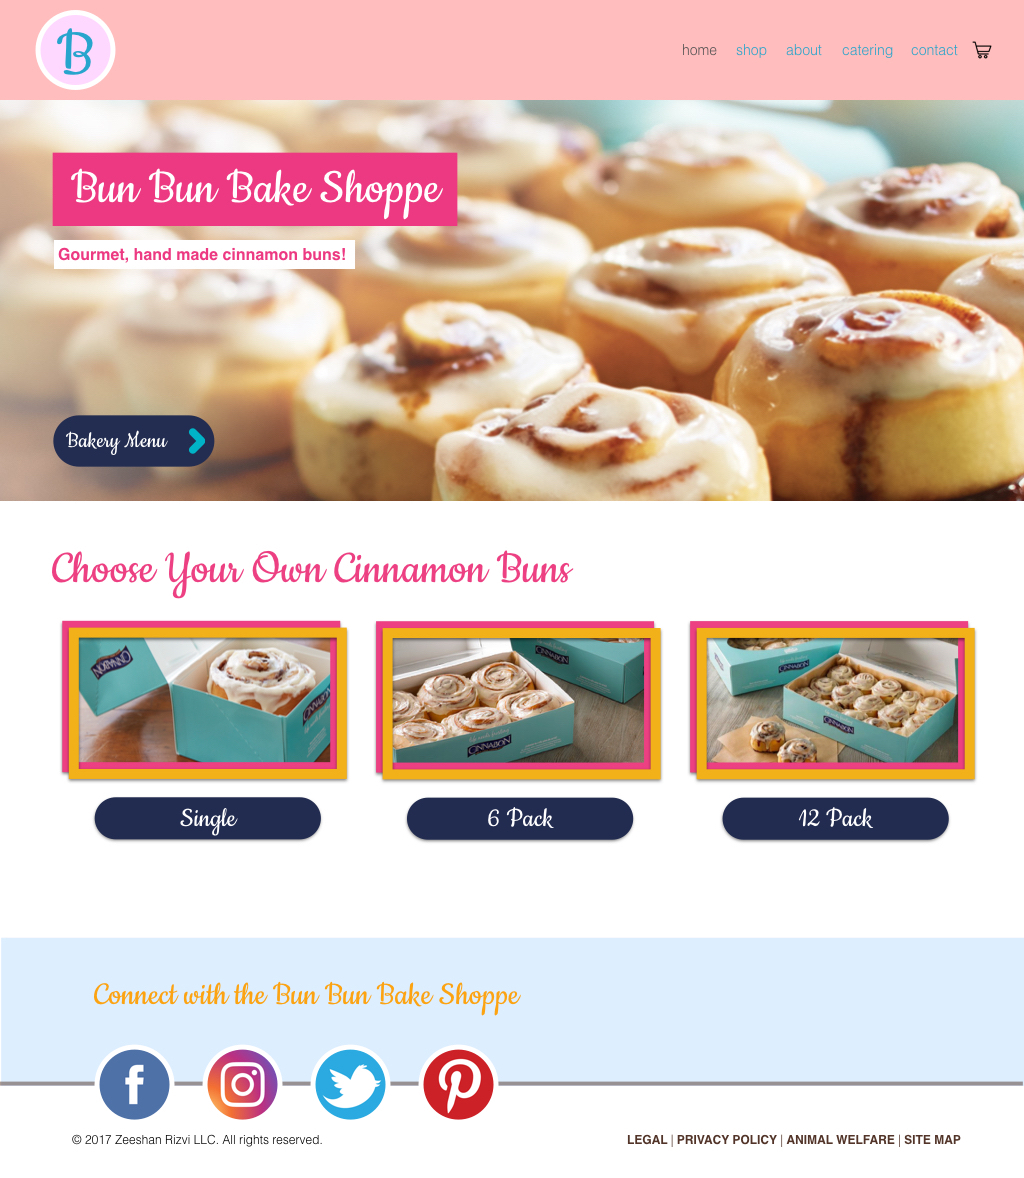 B
home shop about catering contact
Bun Bun Bake Shoppe
Gourmet, hand made cinnamon buns!
Bakery Menu
Choose Your Own Cinnamon Buns
CINNABON
CINNABON
CINNABON
CINNABON
Single
6 Pack
12 Pack
Connect with the Bun Bun Bake Shoppe
© 2017 Zeeshan Rizvi LLC. All rights reserved.
LEGAL | PRIVACY POLICY | ANIMAL WELFARE | SITE MAP